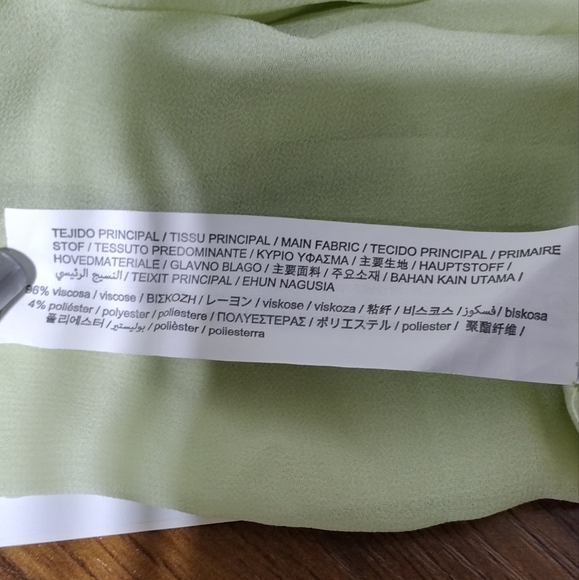 TEJIDO PRINCIPAL / TISSU PRINCIPAL / MAIN FABRIC / TECIDO PRINCIPAL / PRIMAIRE
STOF / TESSUTO PREDOMINANTE / ΚΥΡΙΟ ΥΦΑΣΜΑ / 主要生地 / HAUPTSTOFF /
HOVEDMATERIALE / GLAVNO BLAGO / 主要面料 / 주요소재 / BAHAN KAIN UTAMA /
النسيج الرئيسي / TEIXIT PRINCIPAL / EHUN NAGUSIA
96% viscosa / viscose / ΒΙΣΚΟΖΗ / レーヨン / viskose / viskoza / 粘纤 / 비스코스 / فسكوز / biskosa
4% poliéster / polyester / poliestere / ΠΟΛΥΕΣΤΕΡΑΣ / ポリエステル / poliester / 聚酯纤维 /
폴리에스터 / بوليستير / polièster / poliesterra